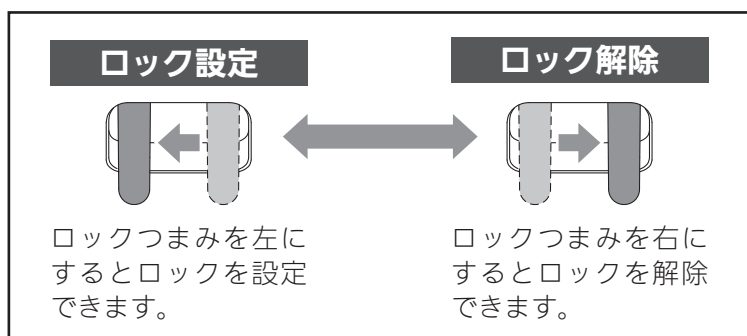 ロック設定
ロックつまみを左に
するとロックを設定
できます。
ロック解除
ロックつまみを右に
するとロックを解除
できます。